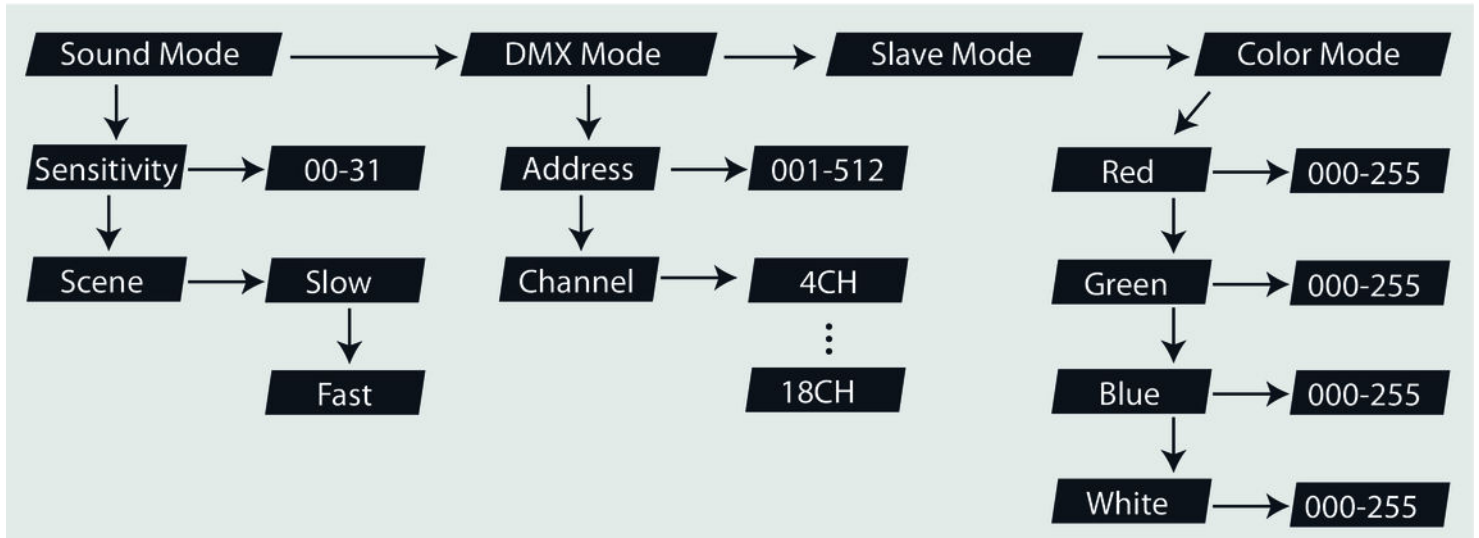 Sound Mode
DMX Mode
Slave Mode
Color Mode
Sensitivity
00-31
Address
001-512
Red
000-255
Scene
Slow
Channel
4CH
Green
000-255
Fast
18CH
Blue
000-255
White
000-255